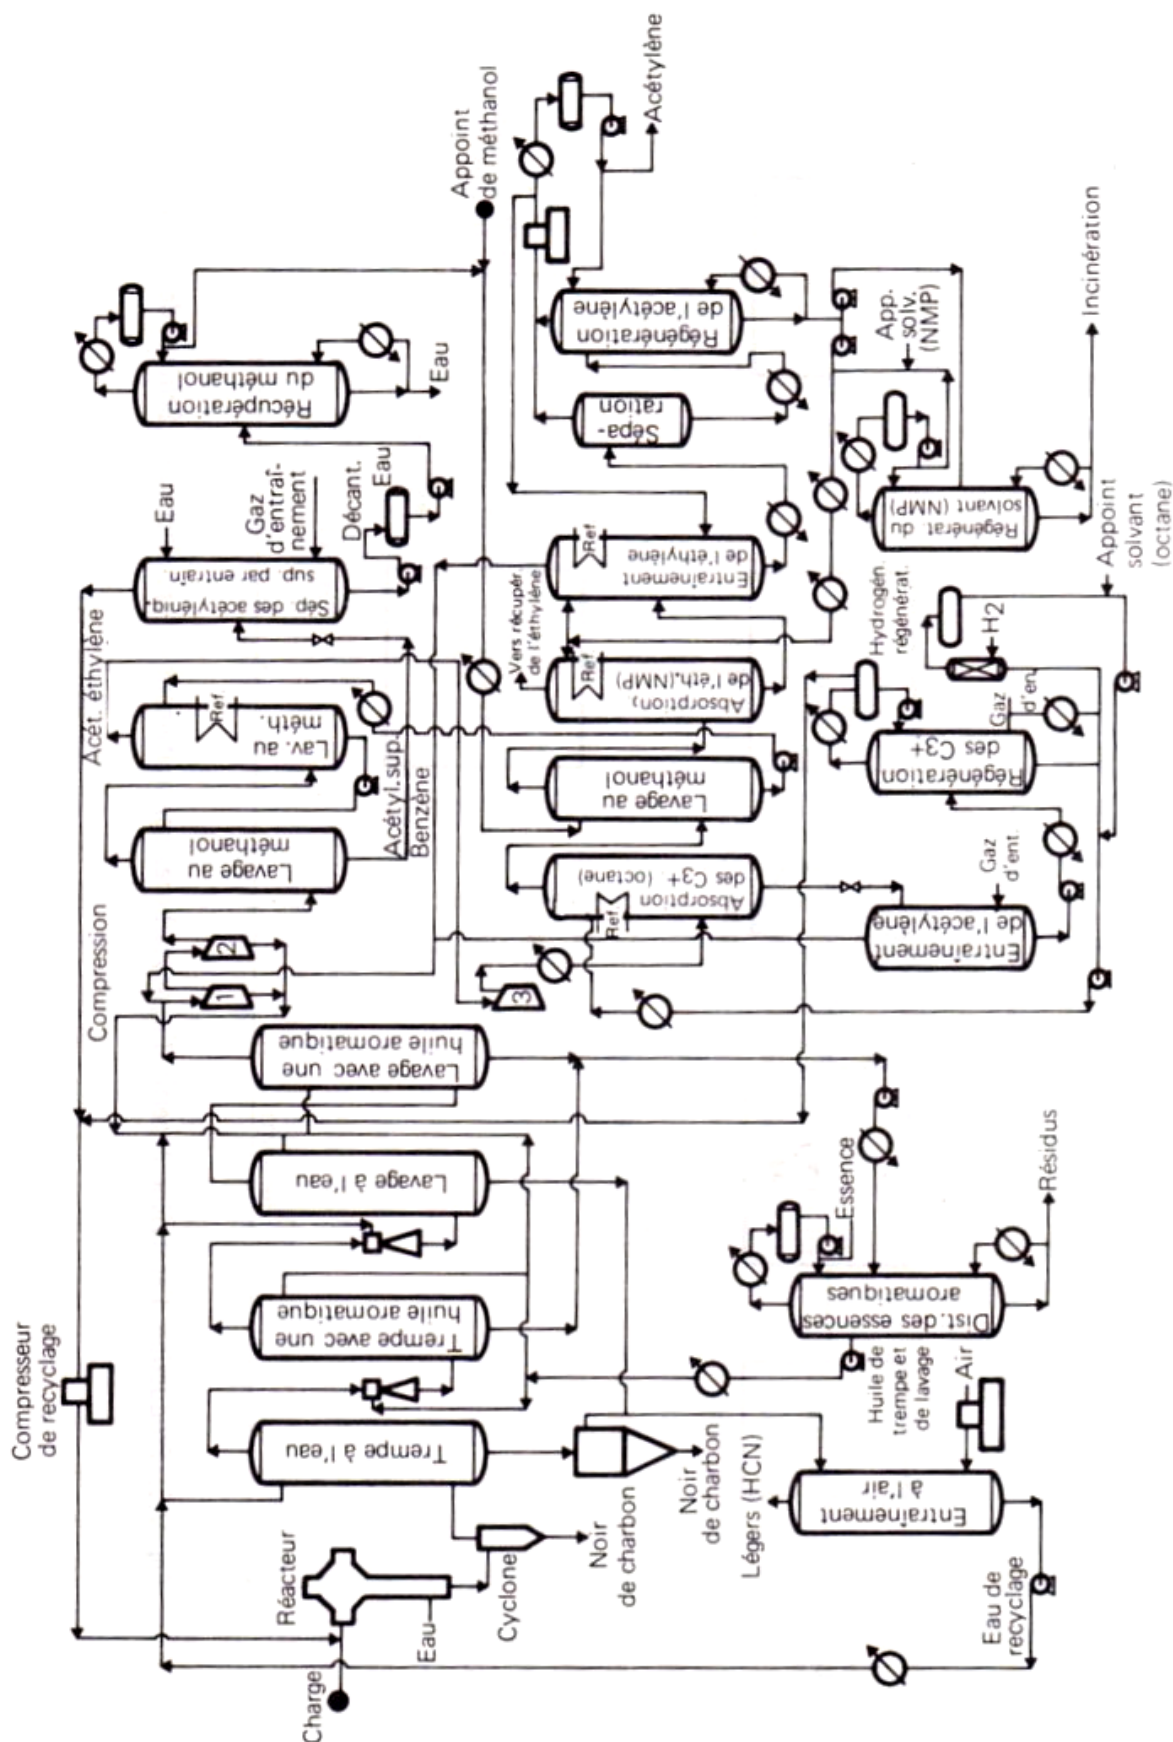 Charge
Réacteur
Eau
Cyclone
Noir
de charbon
Noir
de charbon
Compresseur
de recyclage
Trempe à l'eau
Trempe avec une
huile aromatique
Lavage à l'eau
Lavage avec une
huile aromatique
Compression
1
2
3
Lavage au
méthanol
Lav. au
méth.
Ref
Acét. éthylène
Acétyl.sup.
Benzène
Sép. des acétyléniq.
sup. par entrain.
Eau
Gaz
d'entraî-
nement
Décant.
Eau
Récupération
du méthanol
Eau
Appoint
de méthanol
Absorption
des C3+ (octane)
Ref
Lavage au
méthanol
Absorption,
de l'éth.(NMP)
Ref
Vers récupér.
de l'éthylène
Entraînement
de l'éthylène
Ref
Sépa-
ration
Régénération
de l'acétylène
Acétylène
App.
solv.
(NMP)
Régénérat. du
solvant (NMP)
Incinération
Entraînement
de l'acétylène
Gaz
d'ent.
Régénération
des C3+
Gaz
d'en.
Hydrogén.
régénérat.
H2
Appoint
solvant
(octane)
Légers (HCN)
Entraînement
à l'air
Air
Eau de
recyclage
Huile de
trempe et
de lavage
Dist.des essences
aromatiques
Essence
Résidus